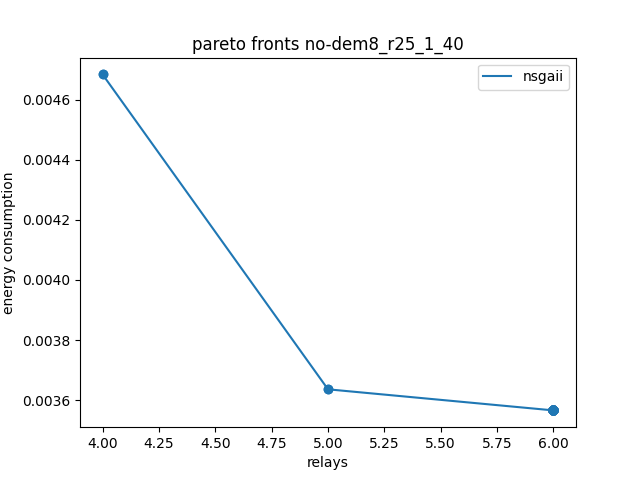 pareto fronts no-dem8_r25_1_40
nsgaii
energy consumption
0.0046
0.0044
0.0042
0.0040
0.0038
0.0036
4.00 4.25 4.50 4.75 5.00 5.25 5.50 5.75 6.00
relays